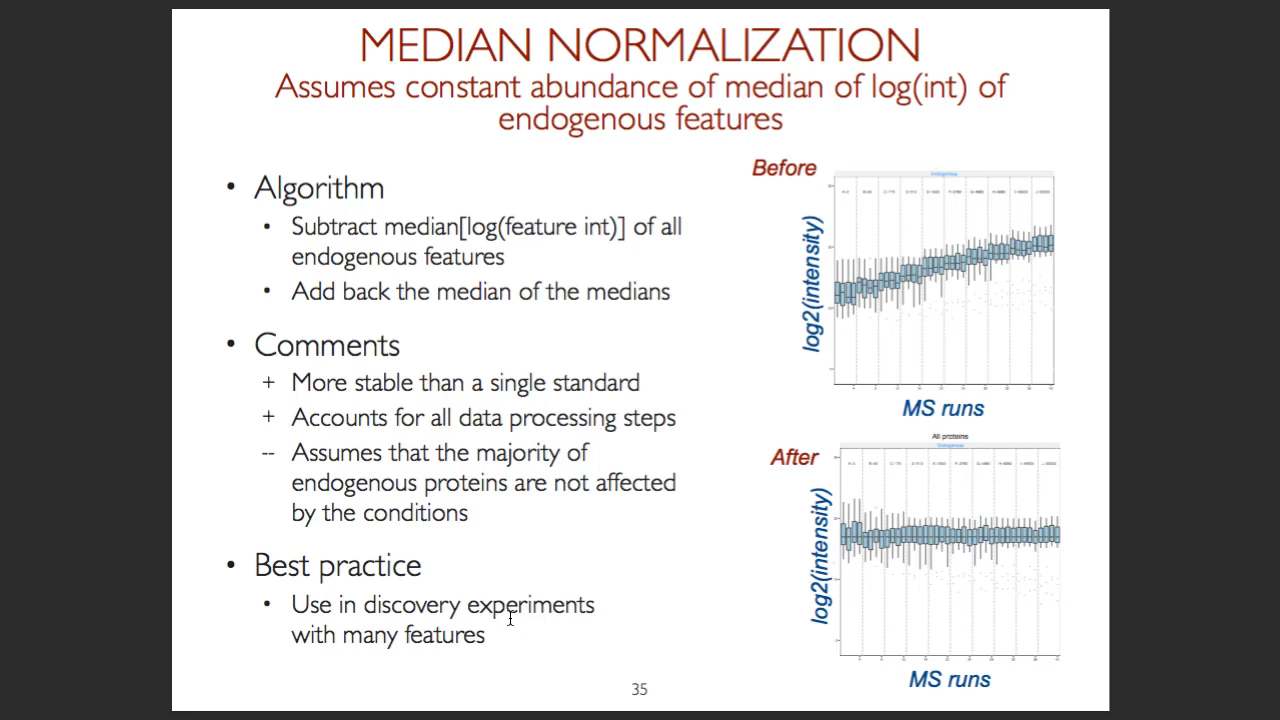 MEDIAN NORMALIZATION
Assumes constant abundance of median of log(int) of
endogenous features
• Algorithm
• Subtract median[log(feature int)] of all
endogenous features
• Add back the median of the medians
• Comments
+ More stable than a single standard
+ Accounts for all data processing steps
-- Assumes that the majority of
endogenous proteins are not affected
by the conditions
• Best practice
• Use in discovery experiments
with many features
Before
Endogenous
log2(intensity)
MS runs
After
All proteins
Endogenous
log2(intensity)
MS runs
35